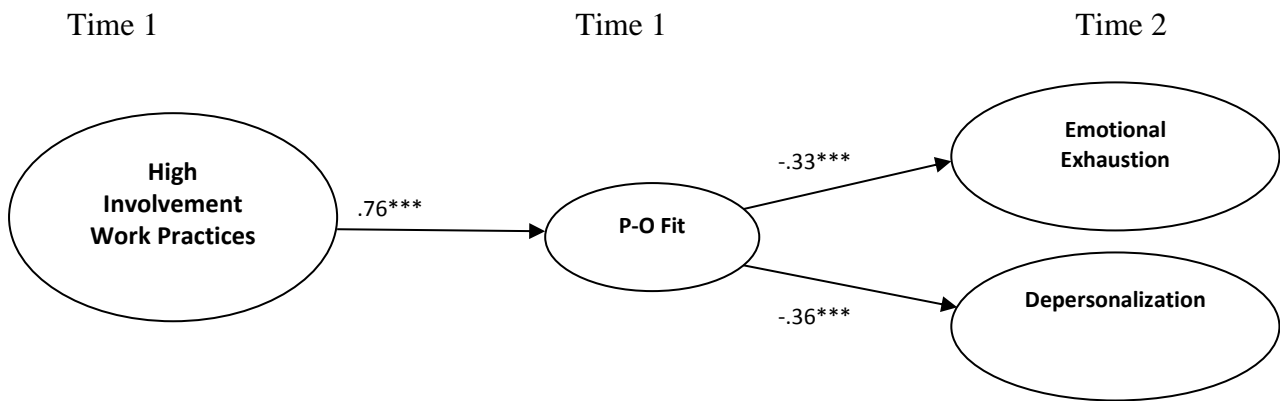 Time 1
Time 1
Time 2
High
Involvement
Work Practices
.76***
P-O Fit
-.33***
-.36***
Emotional
Exhaustion
Depersonalization